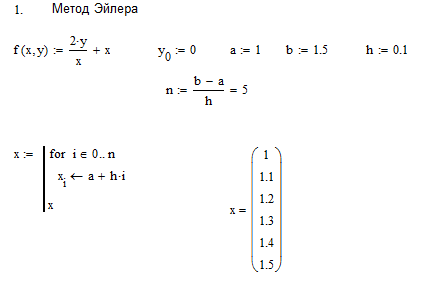 1. Метод Эйлера
f(x,y) := 2·y/x + x y₀ := 0 a := 1 b := 1.5 h := 0.1
n := (b − a)/h = 5
x := for i ∈ 0.. n
xᵢ ← a + h·i
x
x =
1
1.1
1.2
1.3
1.4
1.5